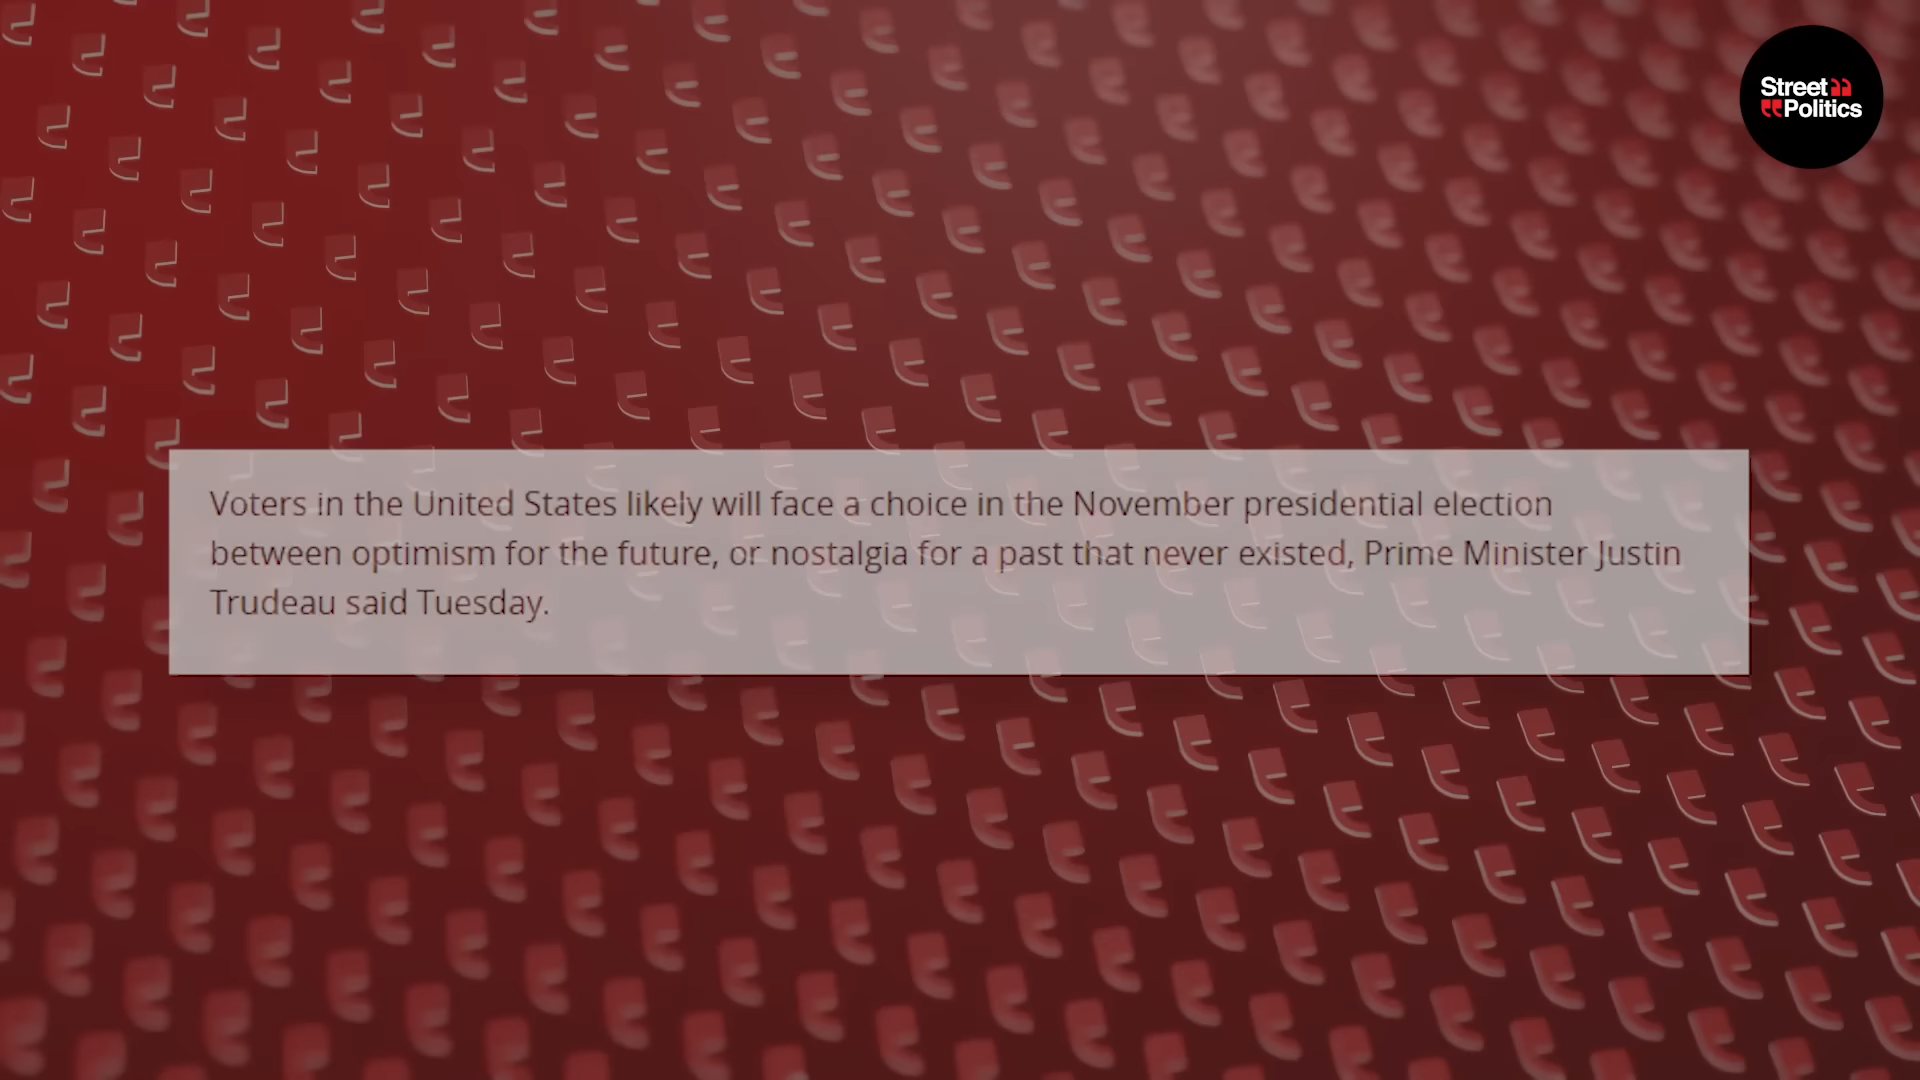 Street
Politics
Voters in the United States likely will face a choice in the November presidential election
between optimism for the future, or nostalgia for a past that never existed, Prime Minister Justin
Trudeau said Tuesday.